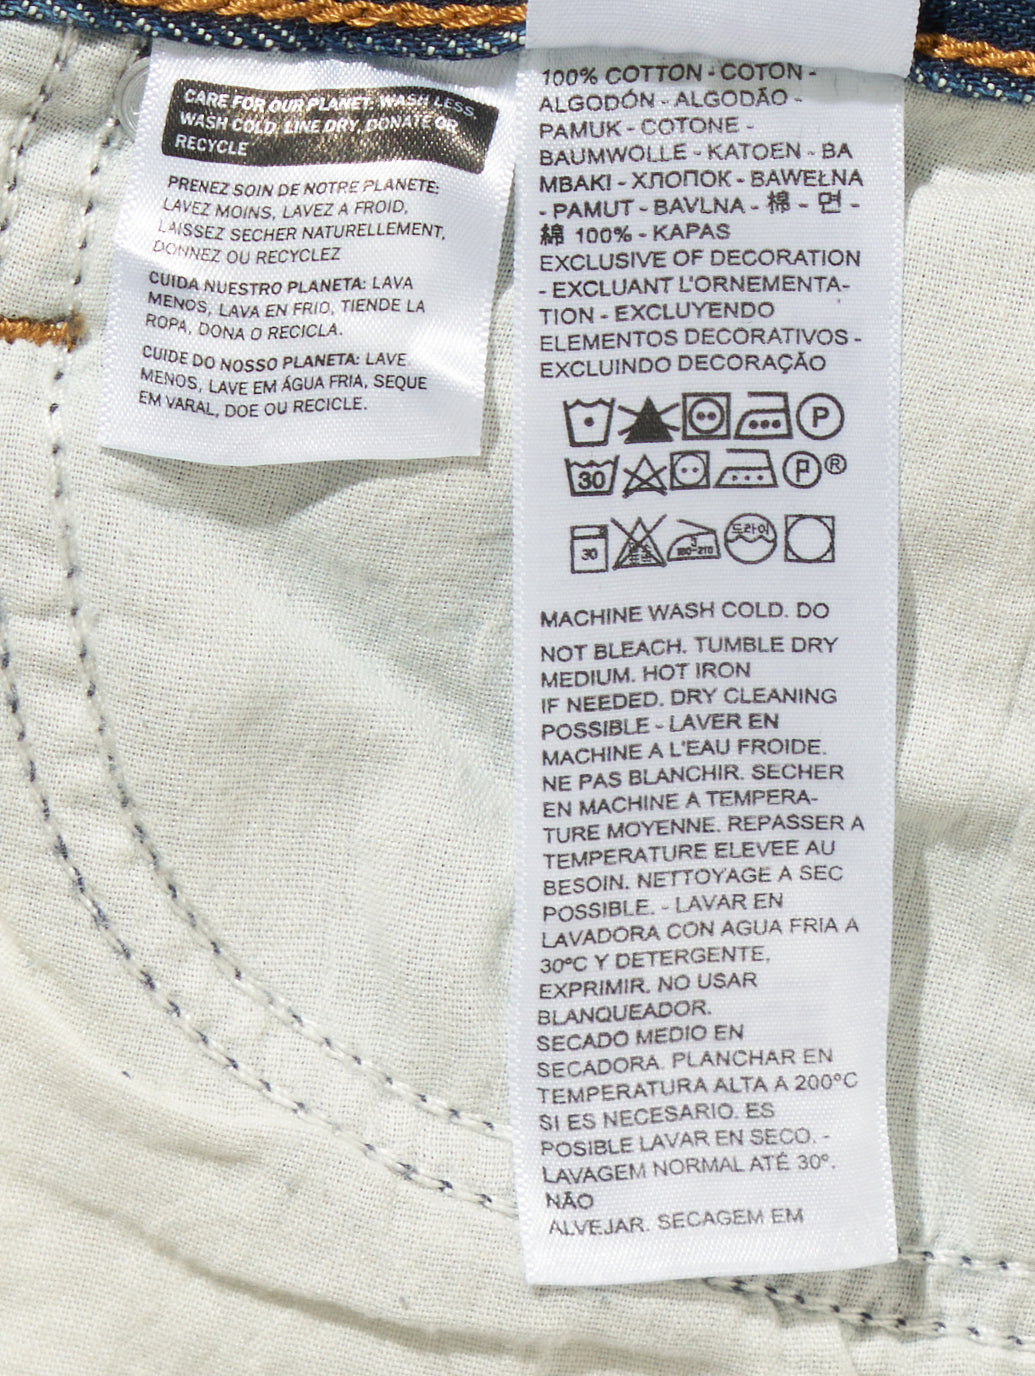 CARE FOR OUR PLANET: WASH LESS,
WASH COLD, LINE DRY, DONATE OR
RECYCLE
PRENEZ SOIN DE NOTRE PLANETE:
LAVEZ MOINS, LAVEZ A FROID,
LAISSEZ SECHER NATURELLEMENT,
DONNEZ OU RECYCLEZ
CUIDA NUESTRO PLANETA: LAVA
MENOS, LAVA EN FRIO, TIENDE LA
ROPA, DONA O RECICLA.
CUIDE DO NOSSO PLANETA: LAVE
MENOS, LAVE EM ÁGUA FRIA, SEQUE
EM VARAL, DOE OU RECICLE.
100% COTTON - COTON -
ALGODÓN - ALGODÃO -
PAMUK - COTONE -
BAUMWOLLE - KATOEN - BA
MBAKI - ХЛОПОК - BAWEŁNA
- PAMUT - BAVLNA - 棉 - 면 -
綿 100% - KAPAS
EXCLUSIVE OF DECORATION
- EXCLUANT L'ORNEMENTA-
TION - EXCLUYENDO
ELEMENTOS DECORATIVOS -
EXCLUINDO DECORAÇÃO
P
30 P ®
30 3 180-210 드라이
MACHINE WASH COLD. DO
NOT BLEACH. TUMBLE DRY
MEDIUM. HOT IRON
IF NEEDED. DRY CLEANING
POSSIBLE - LAVER EN
MACHINE A L'EAU FROIDE.
NE PAS BLANCHIR. SECHER
EN MACHINE A TEMPERA-
TURE MOYENNE. REPASSER A
TEMPERATURE ELEVEE AU
BESOIN. NETTOYAGE A SEC
POSSIBLE. - LAVAR EN
LAVADORA CON AGUA FRIA A
30ºC Y DETERGENTE,
EXPRIMIR. NO USAR
BLANQUEADOR.
SECADO MEDIO EN
SECADORA. PLANCHAR EN
TEMPERATURA ALTA A 200ºC
SI ES NECESARIO. ES
POSIBLE LAVAR EN SECO. -
LAVAGEM NORMAL ATÉ 30º.
NÃO
ALVEJAR. SECAGEM EM